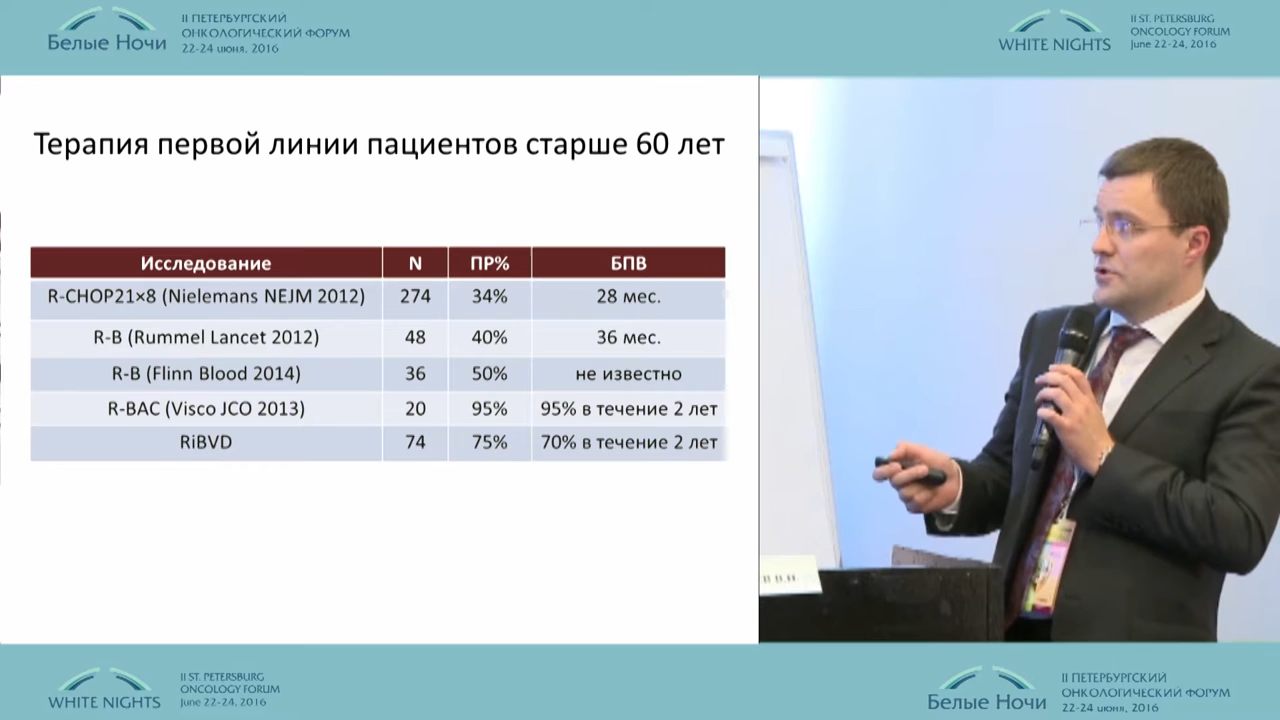 Белые Ночи
II ПЕТЕРБУРГСКИЙ
ОНКОЛОГИЧЕСКИЙ ФОРУМ
22-24 июня, 2016
WHITE NIGHTS
II ST. PETERSBURG
ONCOLOGY FORUM
June 22-24, 2016
Терапия первой линии пациентов старше 60 лет
Исследование N ПР% БПВ
R-CHOP21×8 (Nielemans NEJM 2012) 274 34% 28 мес.
R-B (Rummel Lancet 2012) 48 40% 36 мес.
R-B (Flinn Blood 2014) 36 50% не известно
R-BAC (Visco JCO 2013) 20 95% 95% в течение 2 лет
RiBVD 74 75% 70% в течение 2 лет
В В.И.
WHITE NIGHTS
II ST. PETERSBURG
ONCOLOGY FORUM
June 22-24, 2016
Белые Ночи
II ПЕТЕРБУРГСКИЙ
ОНКОЛОГИЧЕСКИЙ ФОРУМ
22-24 июня, 2016